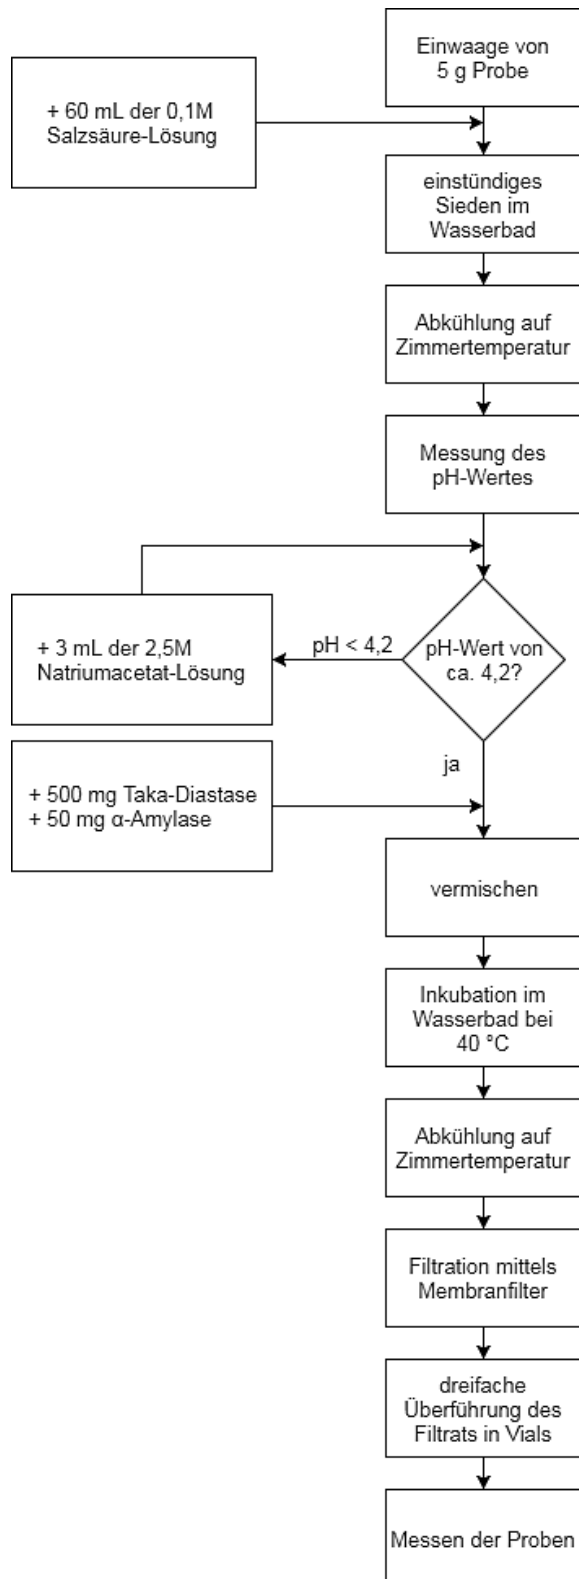 Einwaage von
5 g Probe
+ 60 mL der 0,1M
Salzsäure-Lösung
einstündiges
Sieden im
Wasserbad
Abkühlung auf
Zimmertemperatur
Messung des
pH-Wertes
+ 3 mL der 2,5M
Natriumacetat-Lösung
pH < 4,2
pH-Wert von
ca. 4,2?
ja
+ 500 mg Taka-Diastase
+ 50 mg α-Amylase
vermischen
Inkubation im
Wasserbad bei
40 °C
Abkühlung auf
Zimmertemperatur
Filtration mittels
Membranfilter
dreifache
Überführung des
Filtrats in Vials
Messen der Proben